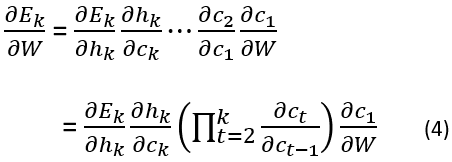 ∂E_k/∂W = ∂E_k/∂h_k ∂h_k/∂c_k ⋯ ∂c_2/∂c_1 ∂c_1/∂W
= ∂E_k/∂h_k ∂h_k/∂c_k (∏_{t=2}^{k} ∂c_t/∂c_{t−1}) ∂c_1/∂W (4)